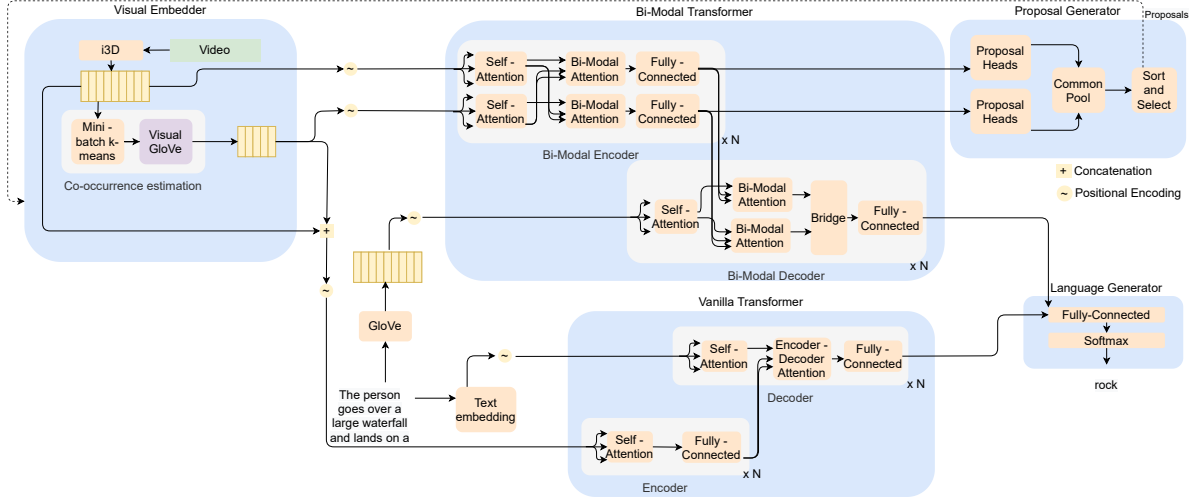 Visual Embedder
Bi-Modal Transformer
Proposal Generator
Proposals
i3D
Video
Mini -
batch k-
means
Visual
GloVe
Co-occurrence estimation
~
~
Self -
Attention
Bi-Modal
Attention
Fully -
Connected
Self -
Attention
Bi-Modal
Attention
Fully -
Connected
x N
Bi-Modal Encoder
Proposal
Heads
Proposal
Heads
Common
Pool
Sort
and
Select
+ Concatenation
~ Positional Encoding
Self -
Attention
Bi-Modal
Attention
Bi-Modal
Attention
Bridge
Fully -
Connected
x N
Bi-Modal Decoder
~
+
~
GloVe
The person
goes over a
large waterfall
and lands on a
Text
embedding
~
Vanilla Transformer
Self -
Attention
Encoder -
Decoder
Attention
Fully -
Connected
x N
Decoder
Self -
Attention
Fully -
Connected
x N
Encoder
Language Generator
Fully-Connected
Softmax
rock